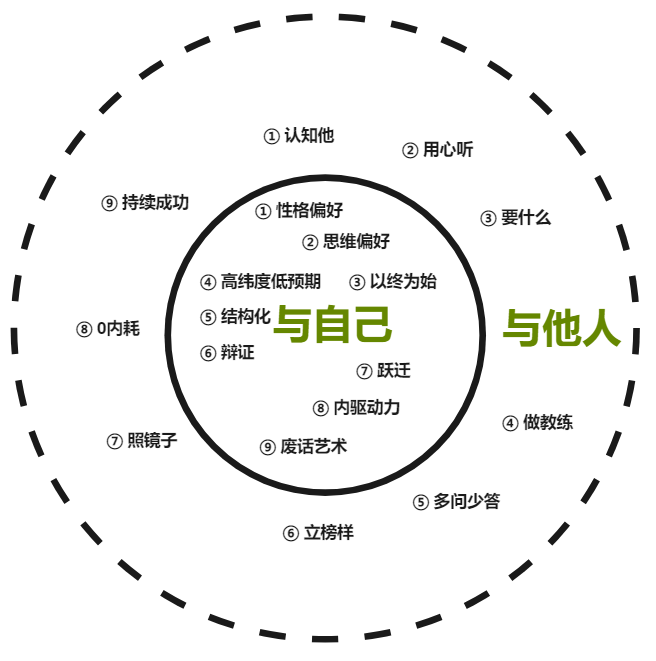 ① 认知他
② 用心听
⑨ 持续成功
① 性格偏好
③ 要什么
② 思维偏好
④ 高纬度低预期
③ 以终为始
⑤ 结构化
与自己
与他人
⑧ 0内耗
⑥ 辩证
⑦ 跃迁
⑧ 内驱动力
④ 做教练
⑦ 照镜子
⑨ 废话艺术
⑤ 多问少答
⑥ 立榜样